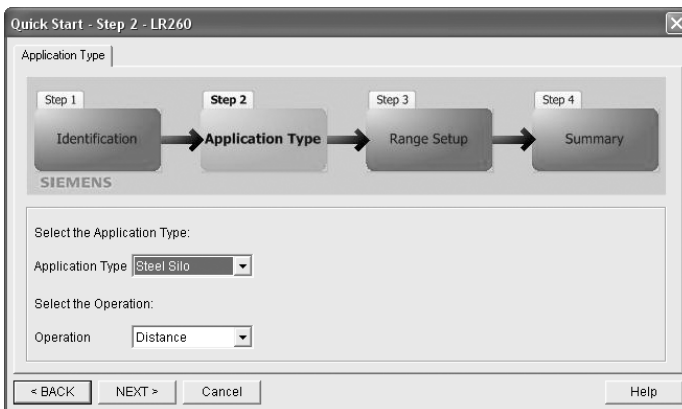 Quick Start - Step 2 - LR260
Application Type
Step 1
Step 2
Step 3
Step 4
Identification
Application Type
Range Setup
Summary
SIEMENS
Select the Application Type:
Application Type Steel Silo
Select the Operation:
Operation Distance
< BACK NEXT > Cancel Help